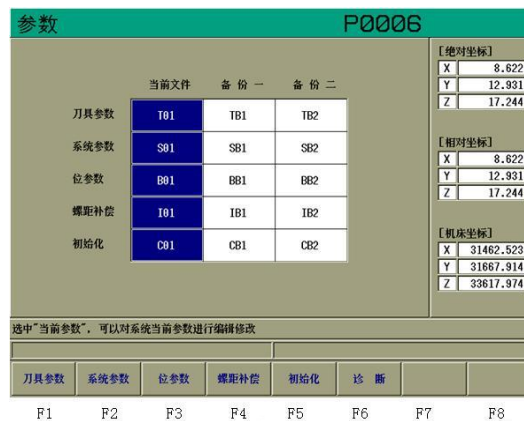 参数 P0006
[绝对坐标]
X 8.622
Y 12.931
Z 17.244
当前文件 备份一 备份二
刀具参数 T01 TB1 TB2
系统参数 S01 SB1 SB2
位参数 B01 BB1 BB2
螺距补偿 I01 IB1 IB2
初始化 C01 CB1 CB2
[相对坐标]
X 8.622
Y 12.931
Z 17.244
[机床坐标]
X 31462.523
Y 31667.914
Z 33617.974
选中"当前参数", 可以对系统当前参数进行编辑修改
刀具参数 系统参数 位参数 螺距补偿 初始化 诊断
F1 F2 F3 F4 F5 F6 F7 F8